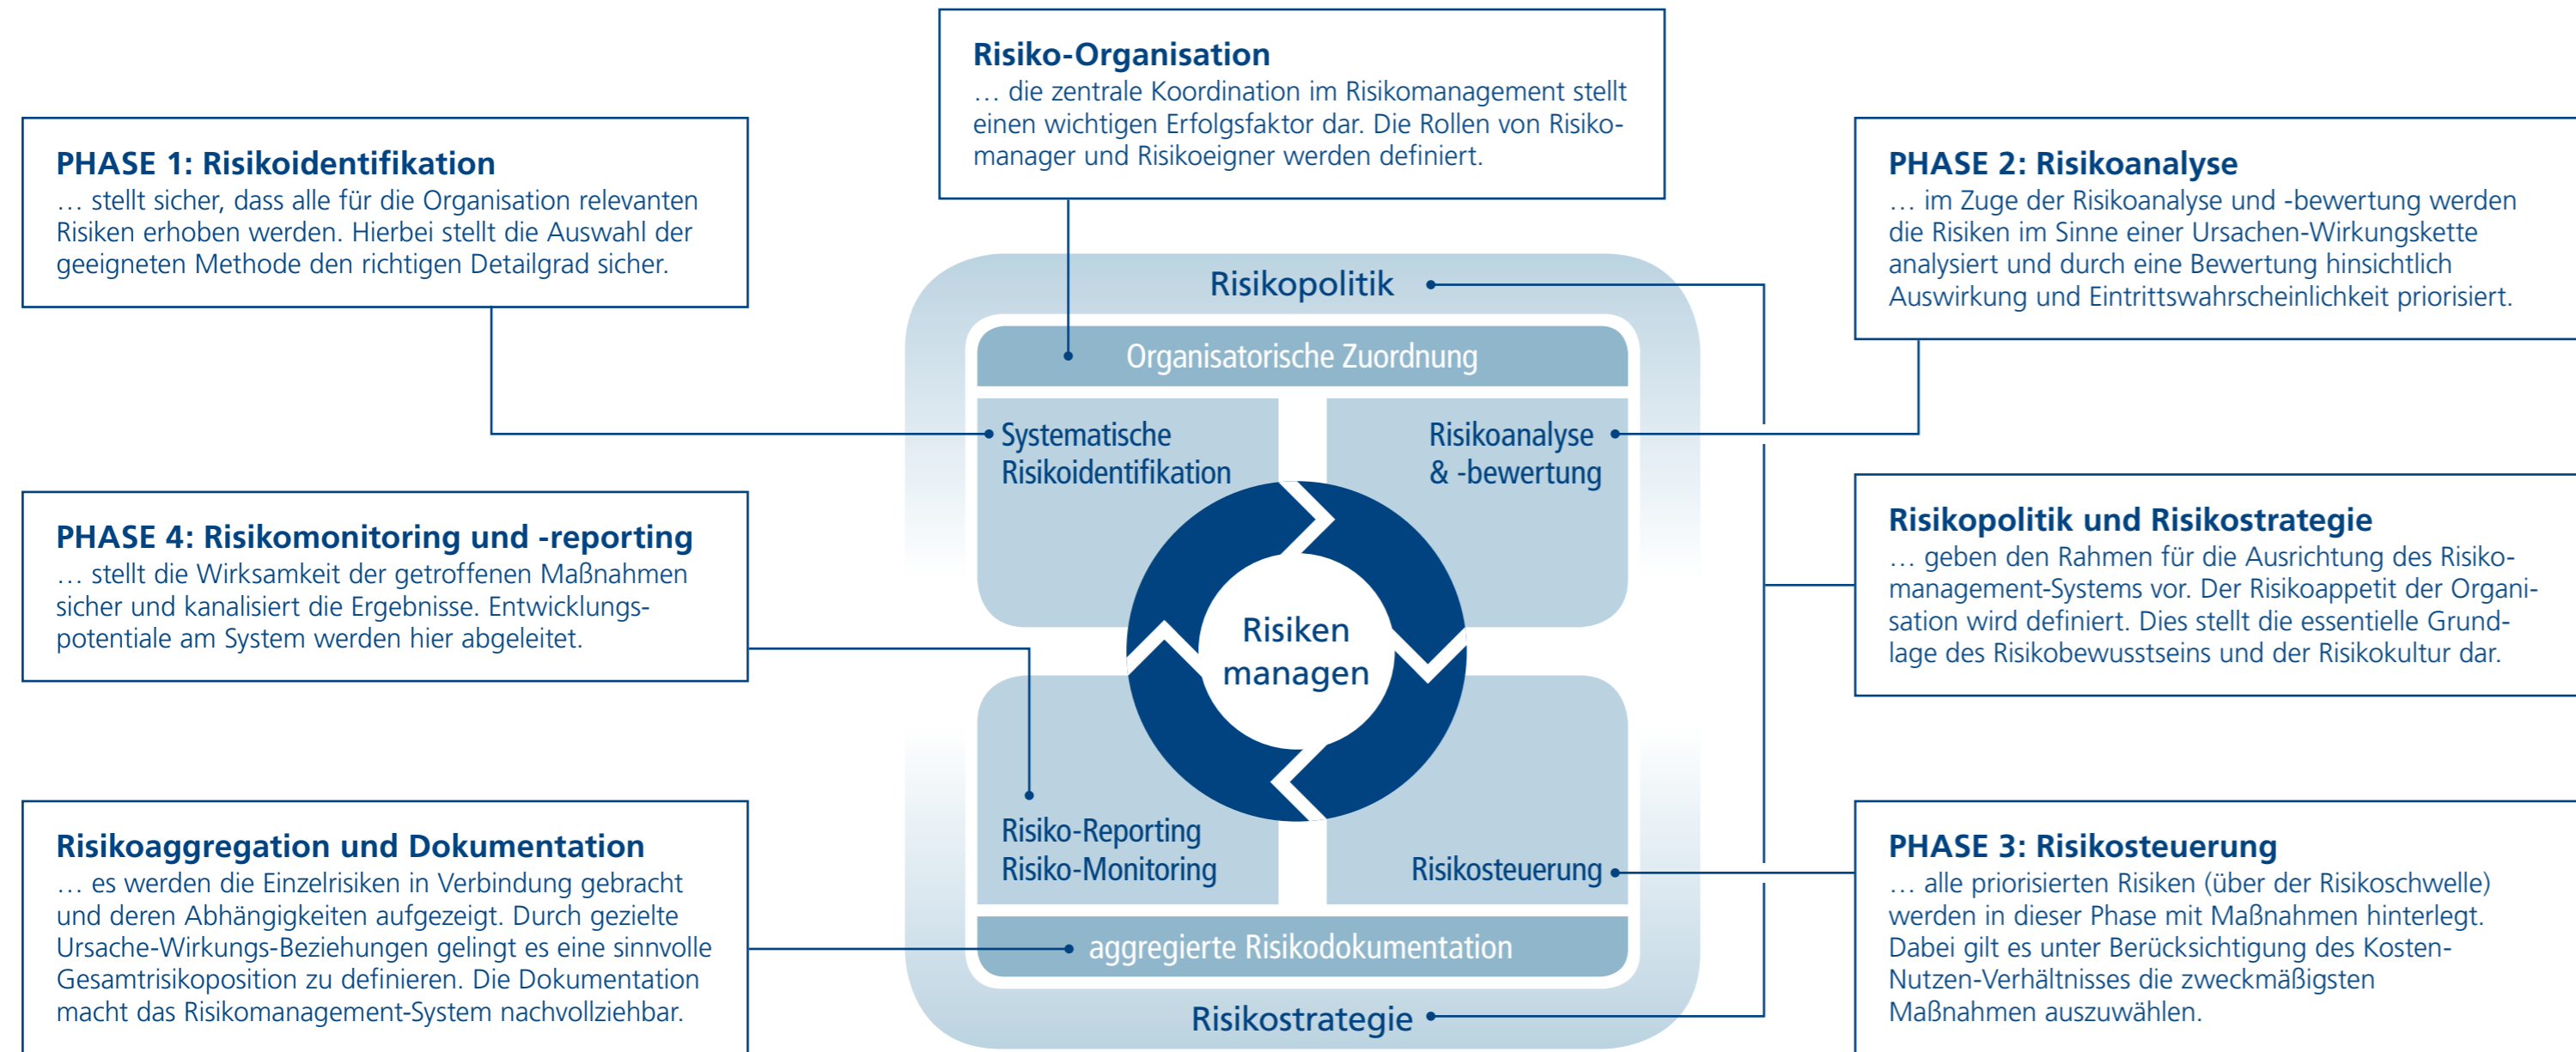 Risiko-Organisation
… die zentrale Koordination im Risikomanagement stellt
einen wichtigen Erfolgsfaktor dar. Die Rollen von Risiko-
manager und Risikoeigner werden definiert.
PHASE 1: Risikoidentifikation
… stellt sicher, dass alle für die Organisation relevanten
Risiken erhoben werden. Hierbei stellt die Auswahl der
geeigneten Methode den richtigen Detailgrad sicher.
PHASE 2: Risikoanalyse
… im Zuge der Risikoanalyse und -bewertung werden
die Risiken im Sinne einer Ursachen-Wirkungskette
analysiert und durch eine Bewertung hinsichtlich
Auswirkung und Eintrittswahrscheinlichkeit priorisiert.
Risikopolitik
Organisatorische Zuordnung
Systematische
Risikoidentifikation
Risikoanalyse
& -bewertung
PHASE 4: Risikomonitoring und -reporting
… stellt die Wirksamkeit der getroffenen Maßnahmen
sicher und kanalisiert die Ergebnisse. Entwicklungs-
potentiale am System werden hier abgeleitet.
Risiken
managen
Risikopolitik und Risikostrategie
… geben den Rahmen für die Ausrichtung des Risiko-
management-Systems vor. Der Risikoappetit der Organi-
sation wird definiert. Dies stellt die essentielle Grund-
lage des Risikobewusstseins und der Risikokultur dar.
Risiko-Reporting
Risiko-Monitoring
Risikosteuerung
aggregierte Risikodokumentation
Risikostrategie
Risikoaggregation und Dokumentation
… es werden die Einzelrisiken in Verbindung gebracht
und deren Abhängigkeiten aufgezeigt. Durch gezielte
Ursache-Wirkungs-Beziehungen gelingt es eine sinnvolle
Gesamtrisikoposition zu definieren. Die Dokumentation
macht das Risikomanagement-System nachvollziehbar.
PHASE 3: Risikosteuerung
… alle priorisierten Risiken (über der Risikoschwelle)
werden in dieser Phase mit Maßnahmen hinterlegt.
Dabei gilt es unter Berücksichtigung des Kosten-
Nutzen-Verhältnisses die zweckmäßigsten
Maßnahmen auszuwählen.